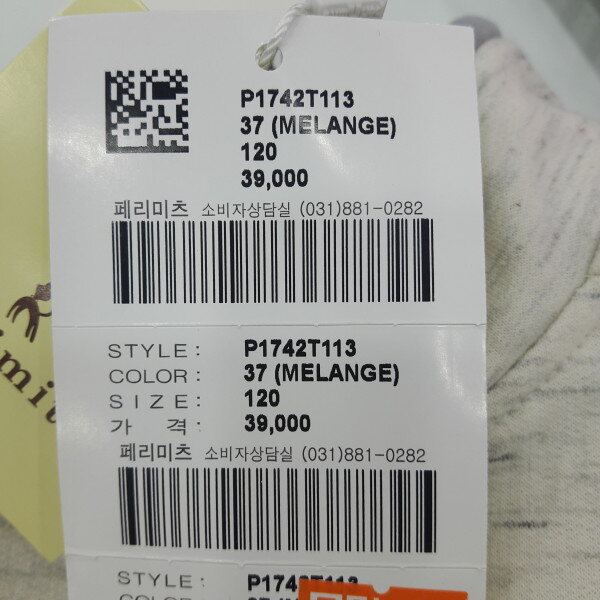 P1742T113
37 (MELANGE)
120
39,000
페리미츠 소비자상담실 (031)881-0282
STYLE: P1742T113
COLOR: 37 (MELANGE)
SIZE: 120
가 격: 39,000
페리미츠 소비자상담실 (031)881-0282
STYLE: P1742T113
imit